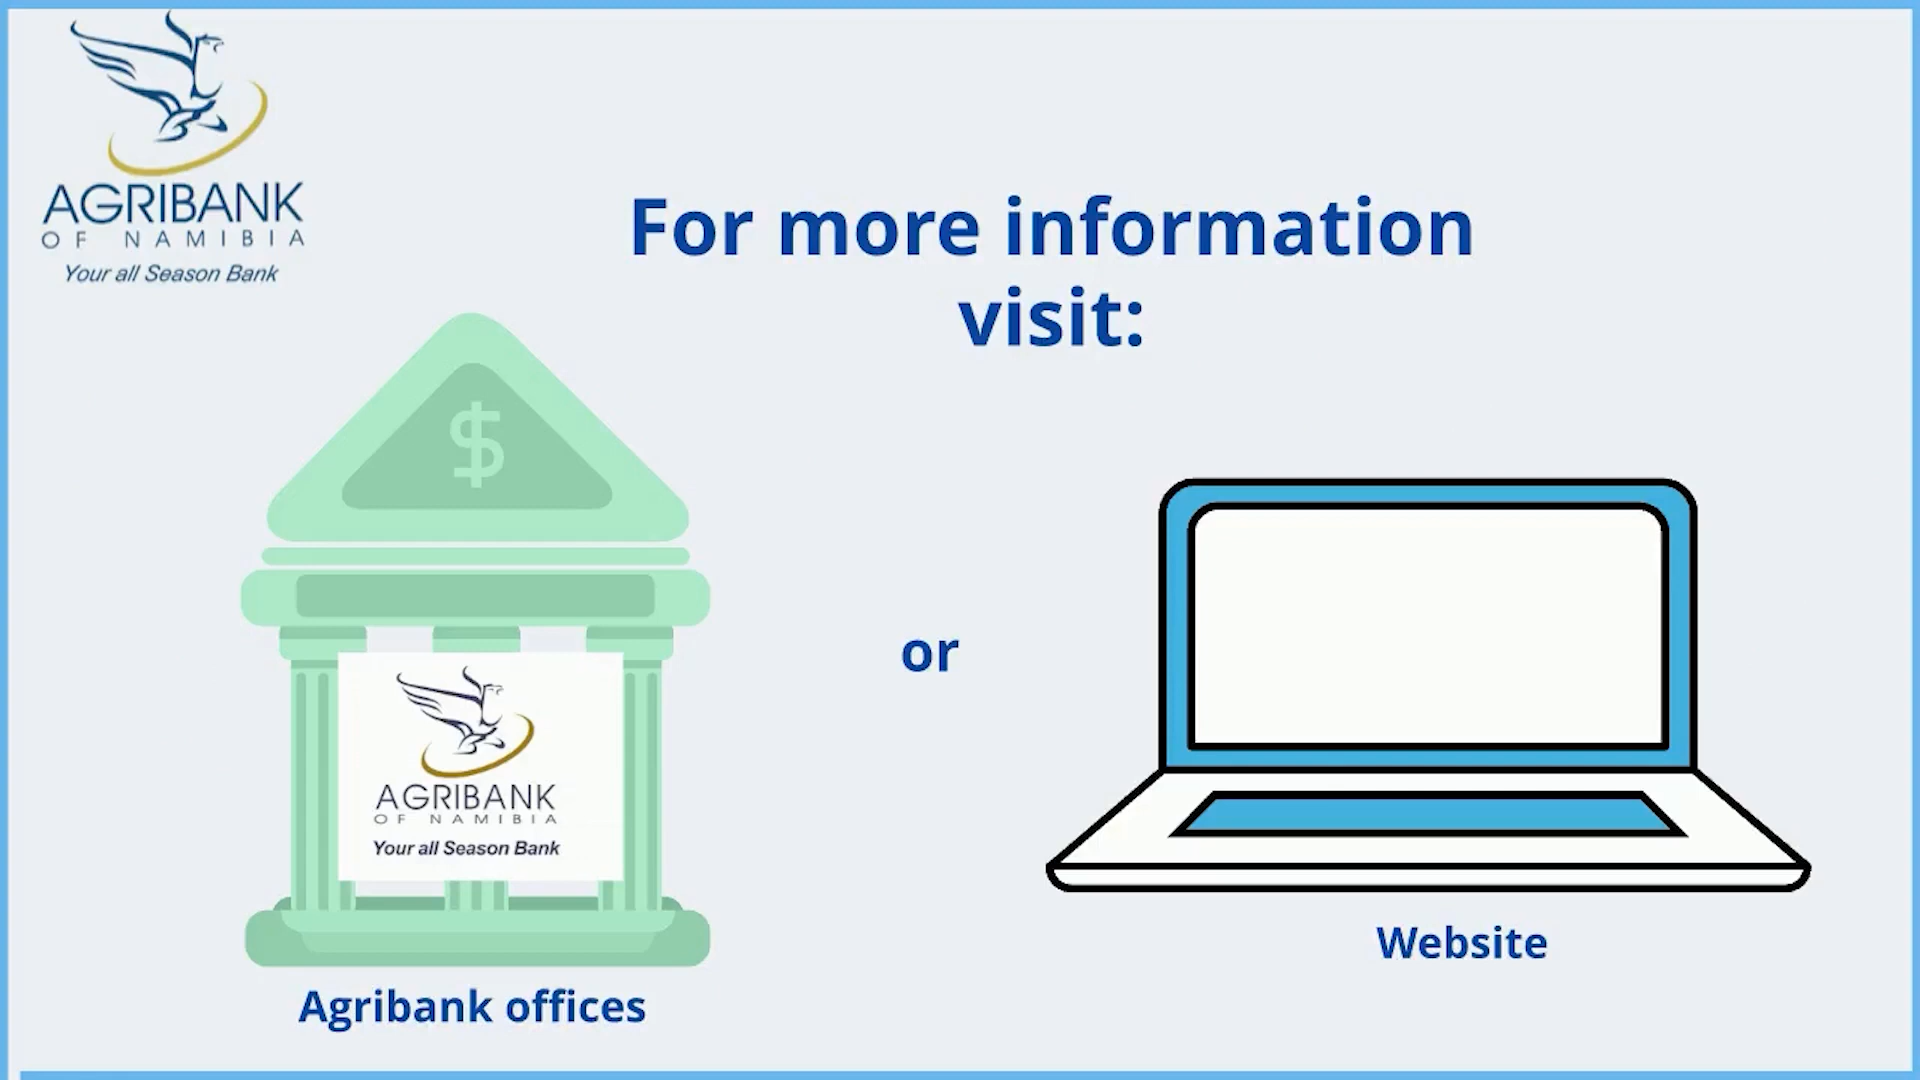 AGRIBANK
OF NAMIBIA
Your all Season Bank
For more information
visit:
$
or
AGRIBANK
OF NAMIBIA
Your all Season Bank
Website
Agribank offices